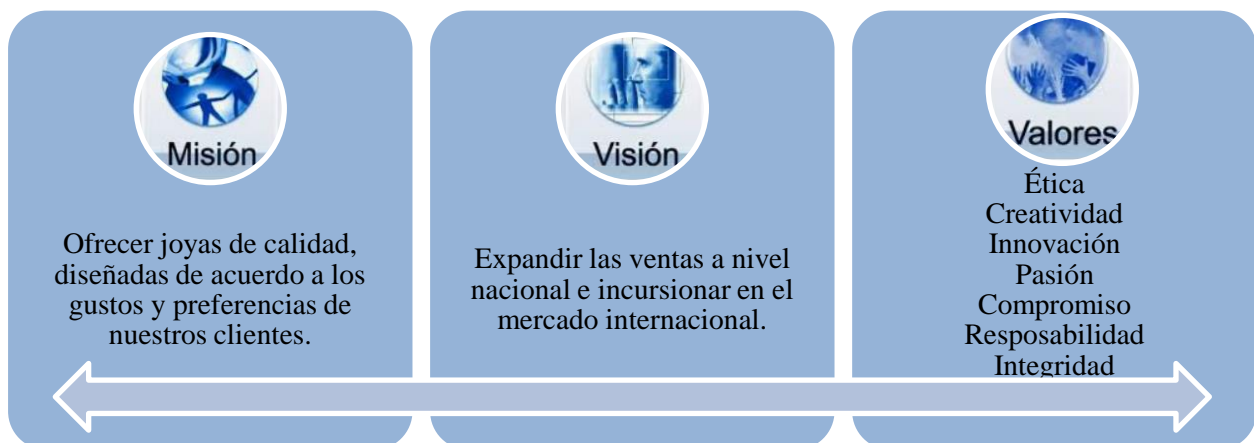 Misión
Ofrecer joyas de calidad,
diseñadas de acuerdo a los
gustos y preferencias de
nuestros clientes.
Visión
Expandir las ventas a nivel
nacional e incursionar en el
mercado internacional.
Valores
Ética
Creatividad
Innovación
Pasión
Compromiso
Resposabilidad
Integridad